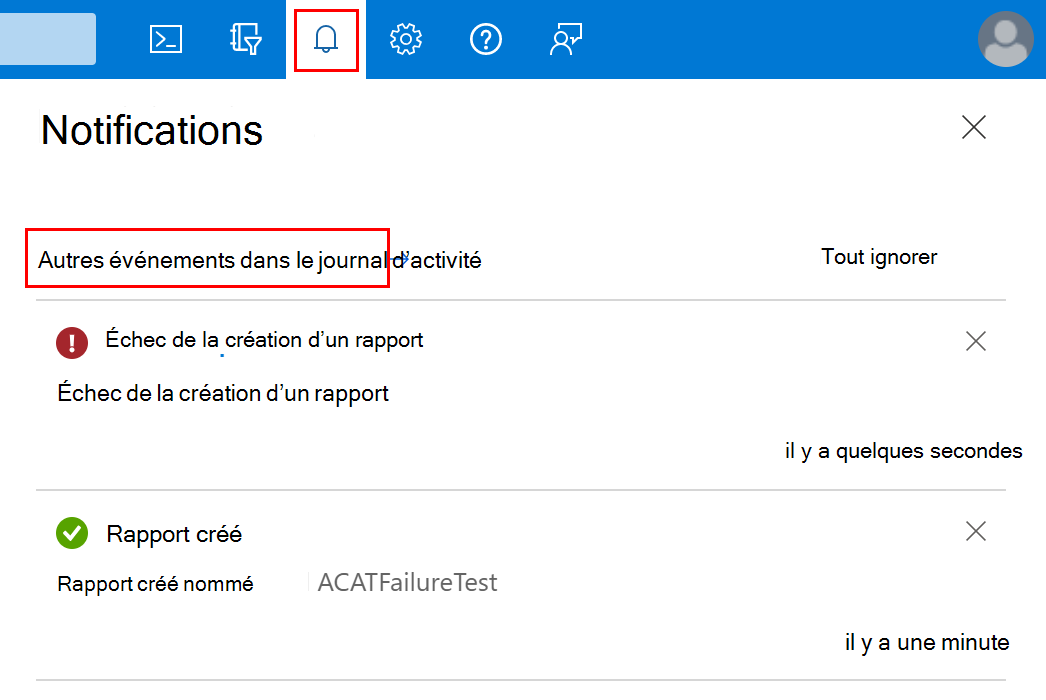 Notifications
Autres événements dans le journal d’activité
Tout ignorer
Échec de la création d’un rapport
Échec de la création d’un rapport
il y a quelques secondes
Rapport créé
Rapport créé nommé ACATFailureTest
il y a une minute